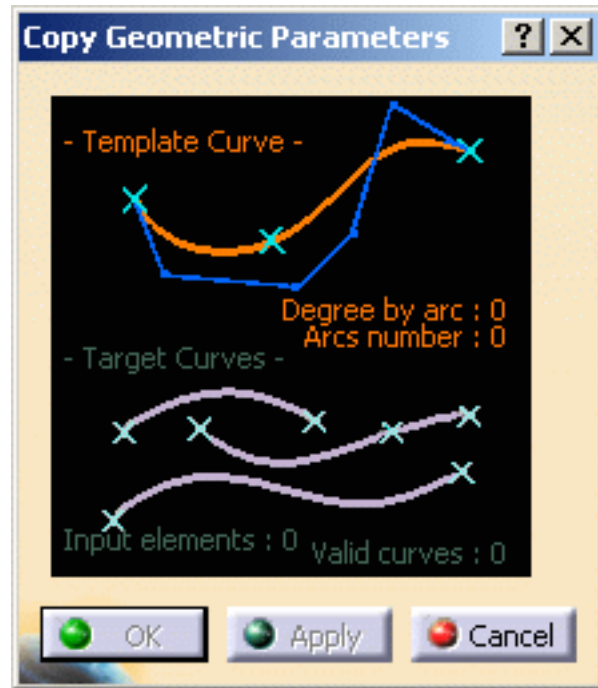 Copy Geometric Parameters
- Template Curve -
Degree by arc : 0
Arcs number : 0
- Target Curves -
Input elements : 0
Valid curves : 0
OK
Apply
Cancel